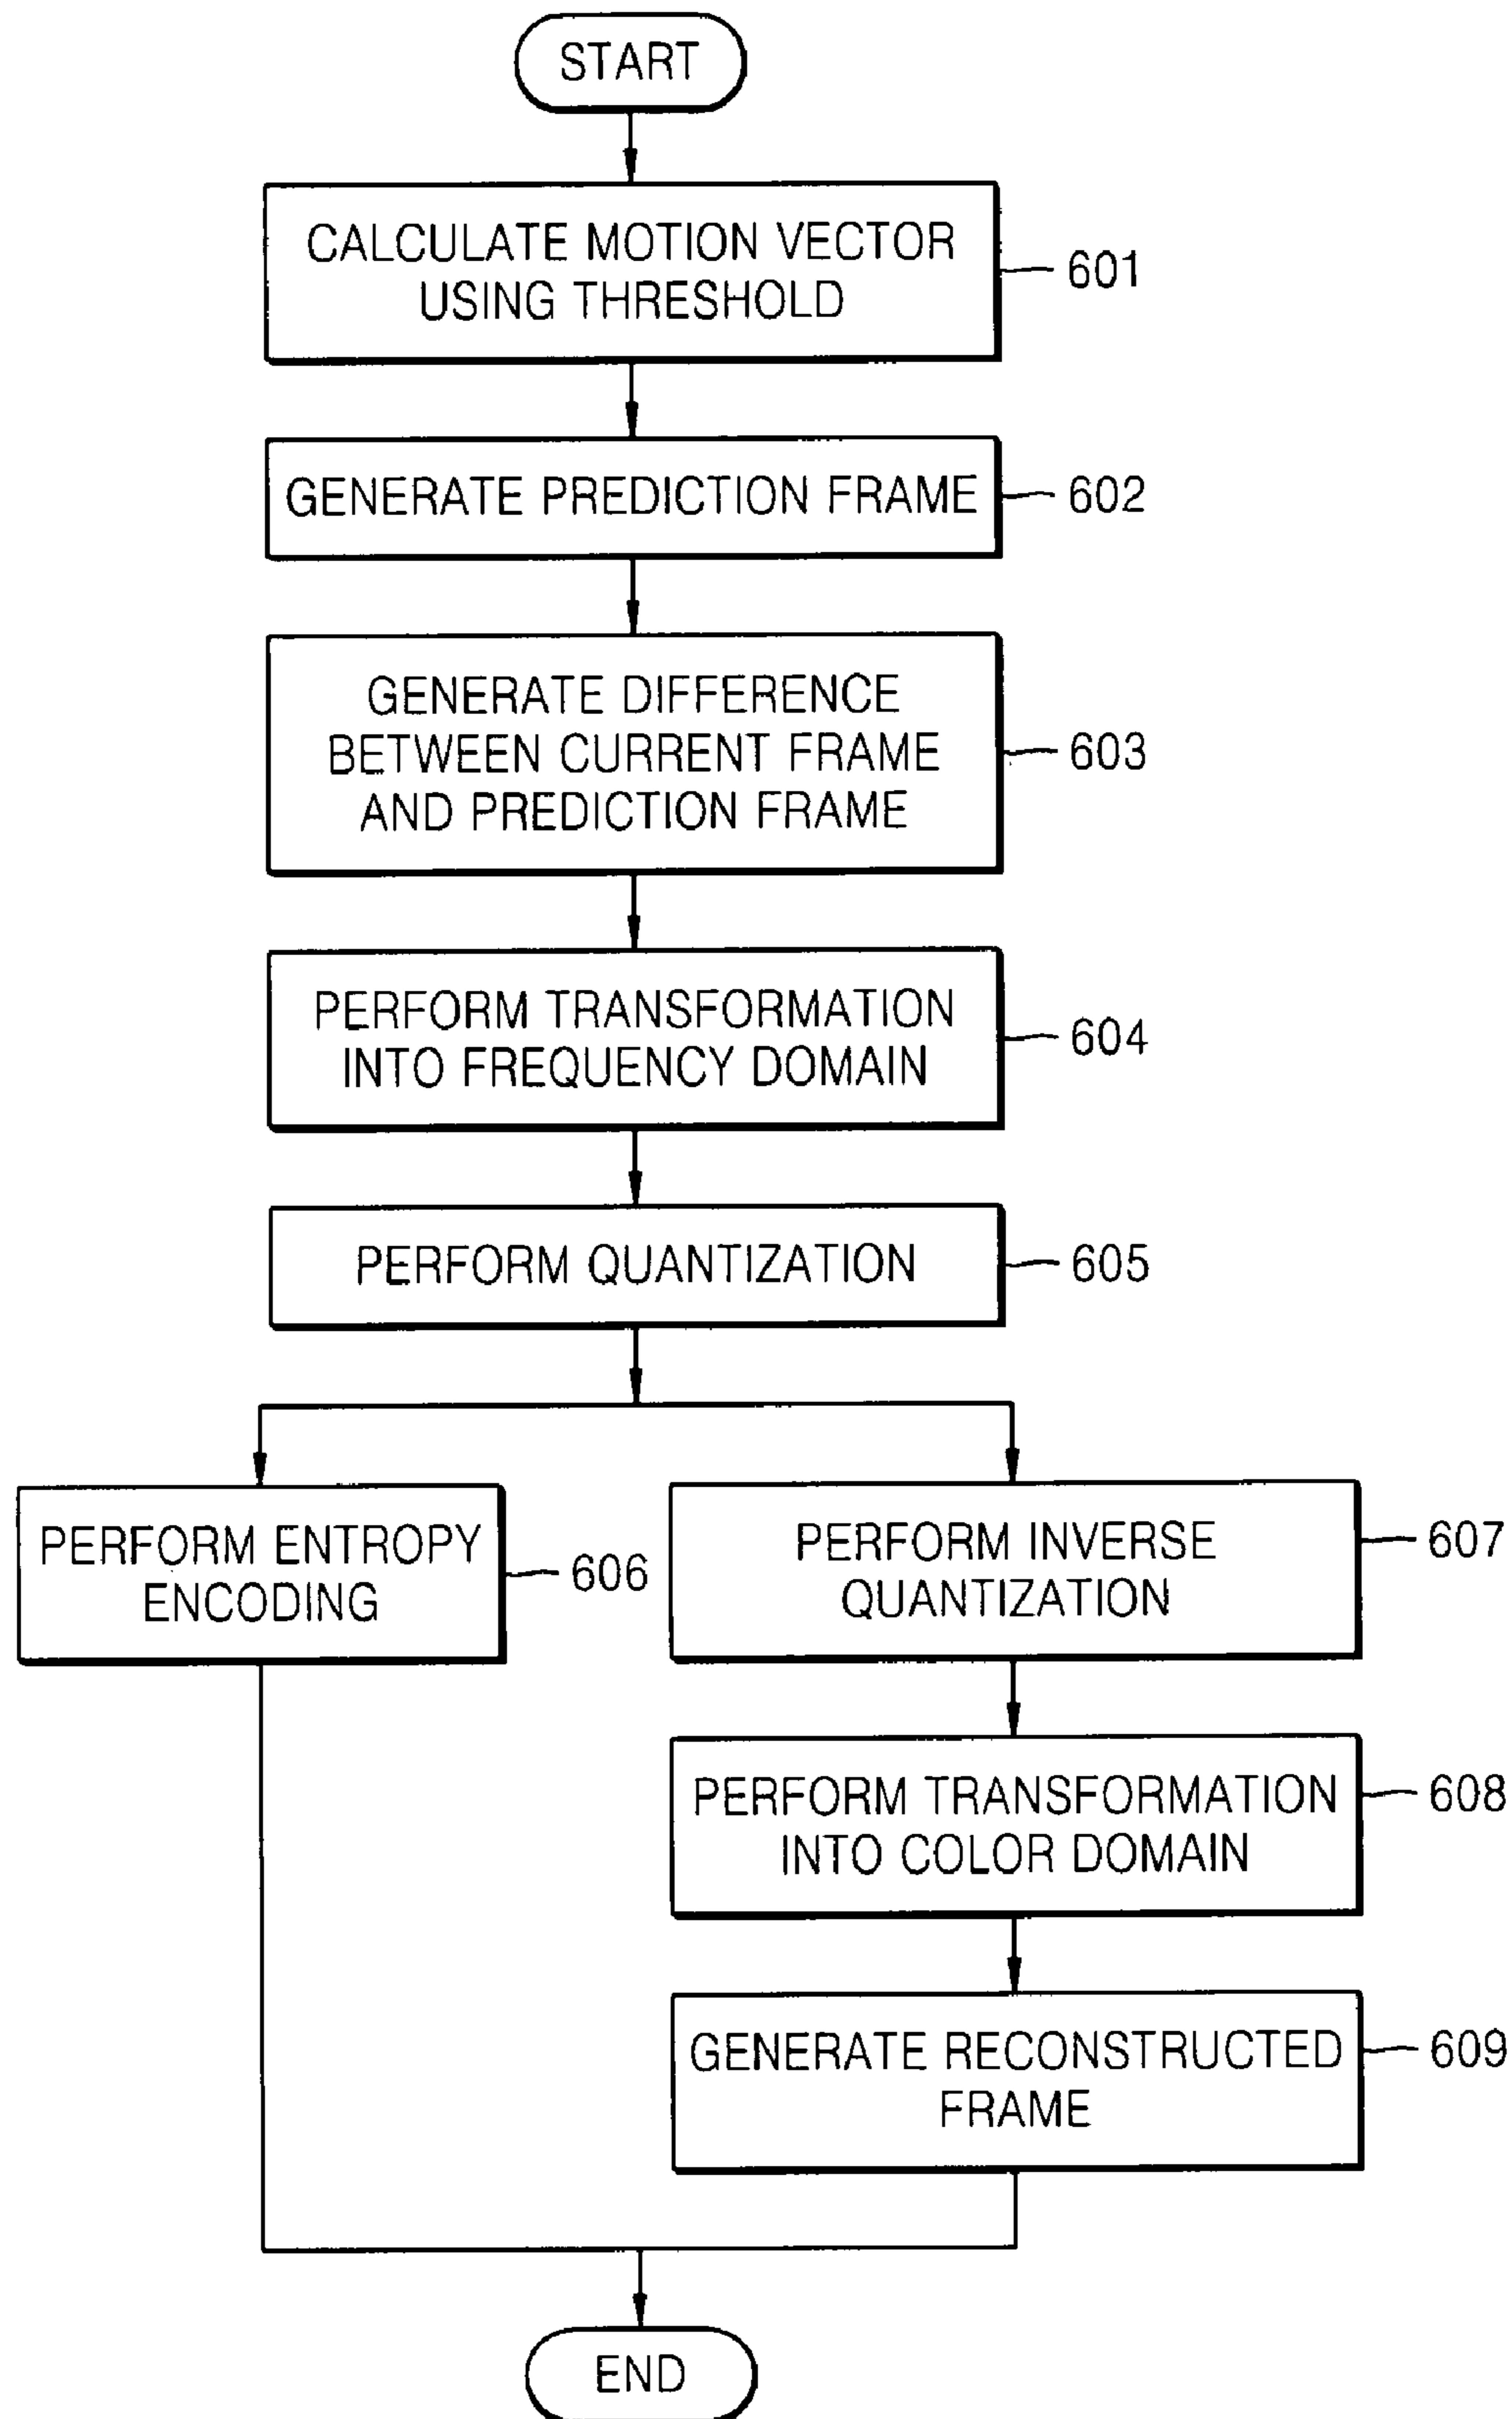 START
CALCULATE MOTION VECTOR
USING THRESHOLD
601
GENERATE PREDICTION FRAME
602
GENERATE DIFFERENCE
BETWEEN CURRENT FRAME
AND PREDICTION FRAME
603
PERFORM TRANSFORMATION
INTO FREQUENCY DOMAIN
604
PERFORM QUANTIZATION
605
PERFORM ENTROPY
ENCODING
606
PERFORM INVERSE
QUANTIZATION
607
PERFORM TRANSFORMATION
INTO COLOR DOMAIN
608
GENERATE RECONSTRUCTED
FRAME
609
END